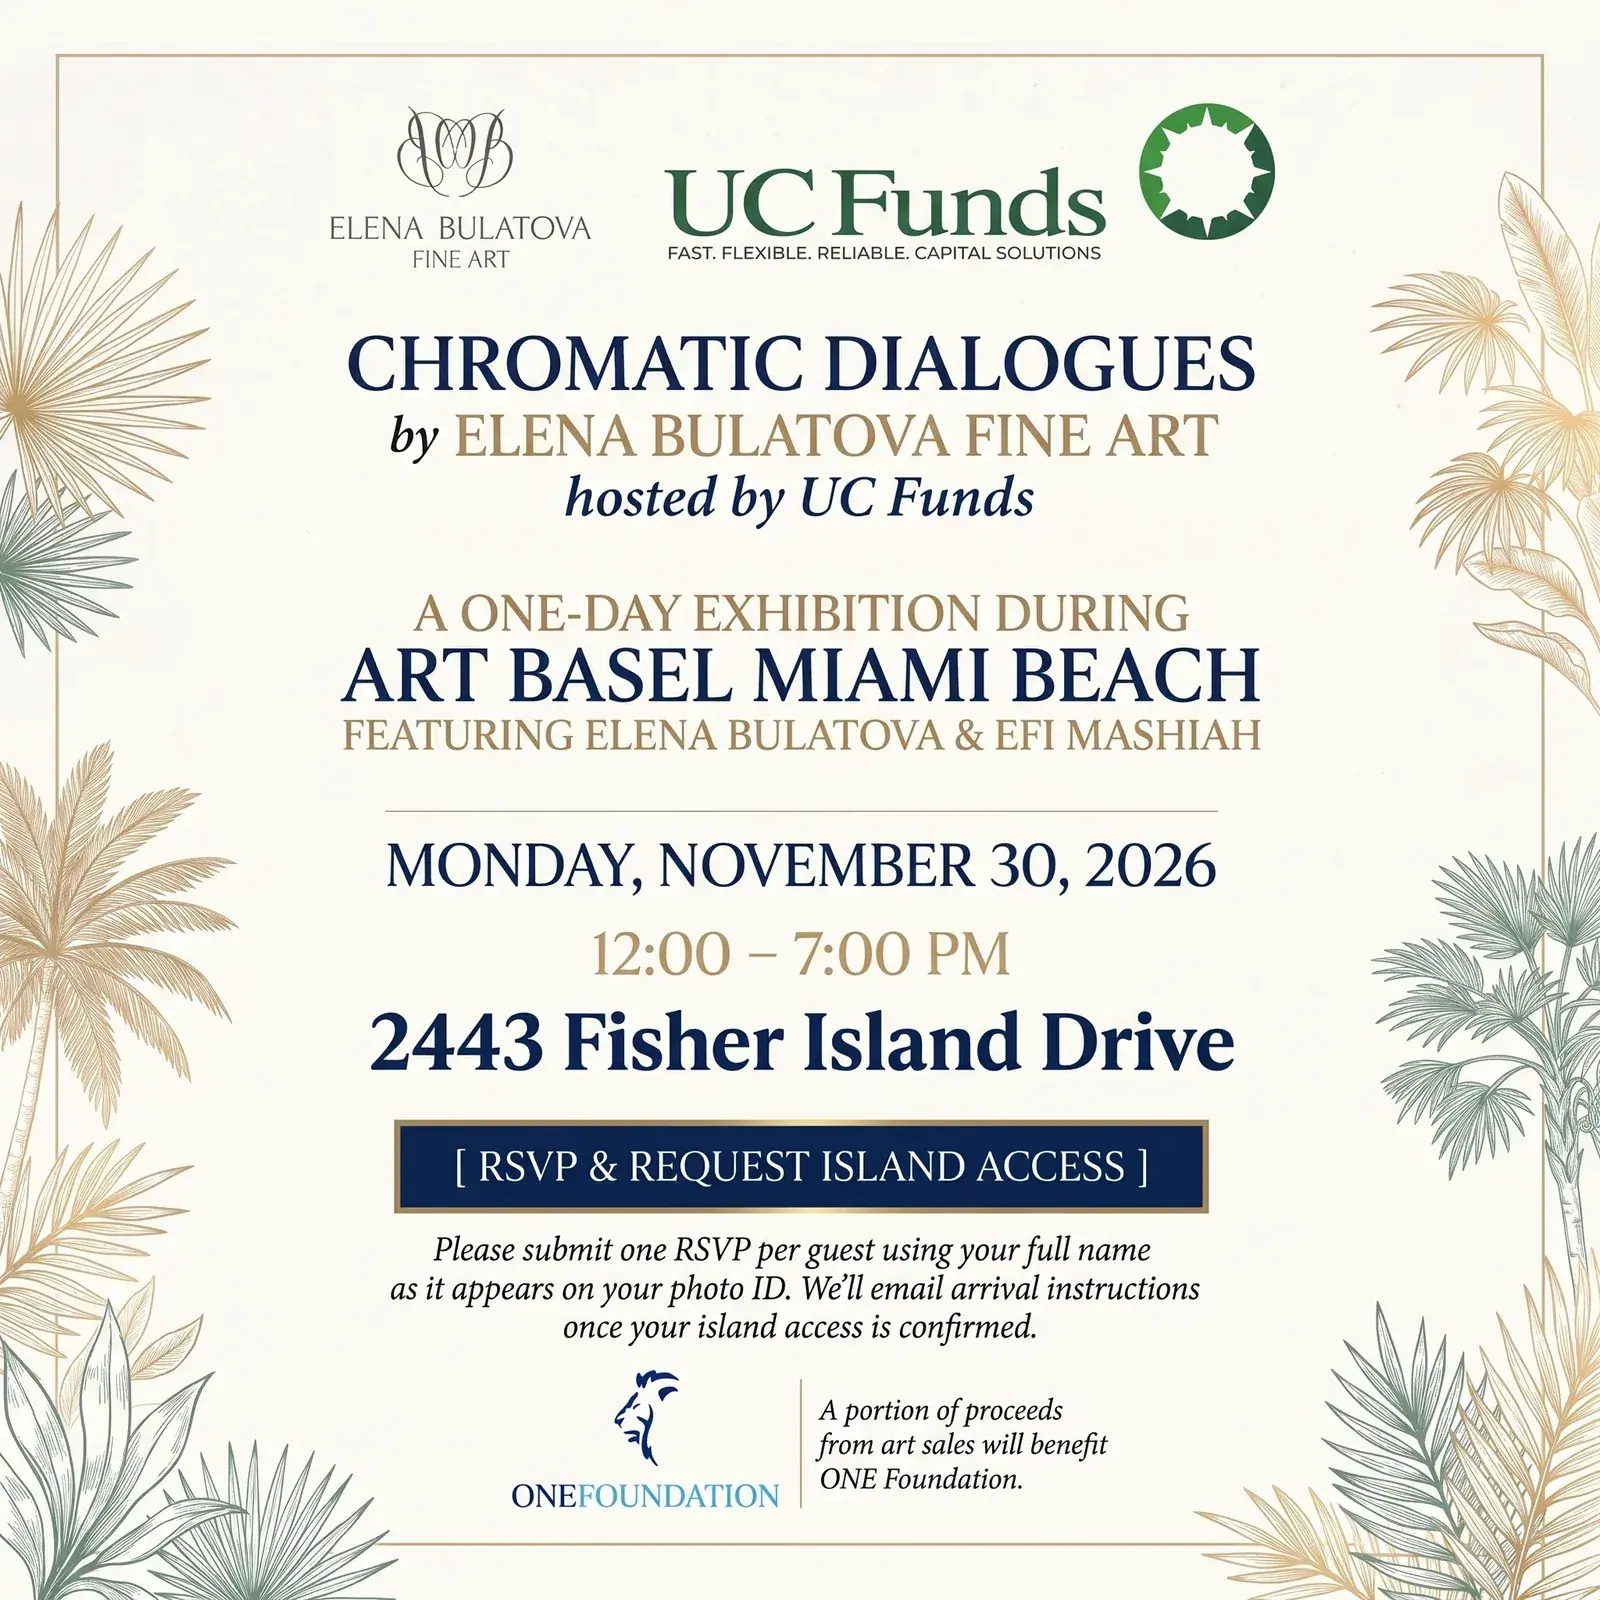 ELENA BULATOVA
FINE ART
UC Funds
FAST. FLEXIBLE. RELIABLE. CAPITAL SOLUTIONS
CHROMATIC DIALOGUES
by ELENA BULATOVA FINE ART
hosted by UC Funds
A ONE-DAY EXHIBITION DURING
ART BASEL MIAMI BEACH
FEATURING ELENA BULATOVA & EFI MASHIAH
MONDAY, NOVEMBER 30, 2026
12:00 – 7:00 PM
2443 Fisher Island Drive
[ RSVP & REQUEST ISLAND ACCESS ]
Please submit one RSVP per guest using your full name
as it appears on your photo ID. We’ll email arrival instructions
once your island access is confirmed.
ONEFOUNDATION
A portion of proceeds
from art sales will benefit
ONE Foundation.